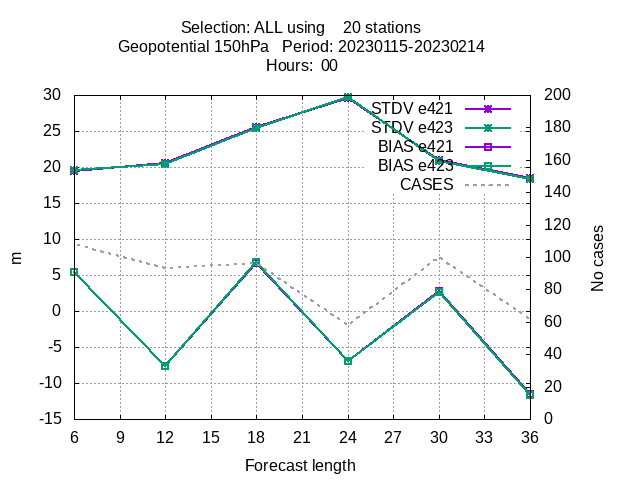 Selection: ALL using 20 stations
Geopotential 150hPa Period: 20230115-20230214
Hours: 00
STDV e421
STDV e423
BIAS e421
BIAS e423
CASES
30
25
20
15
10
5
0
-5
-10
-15
m
200
180
160
140
120
100
80
60
40
20
0
No cases
6 9 12 15 18 21 24 27 30 33 36
Forecast length